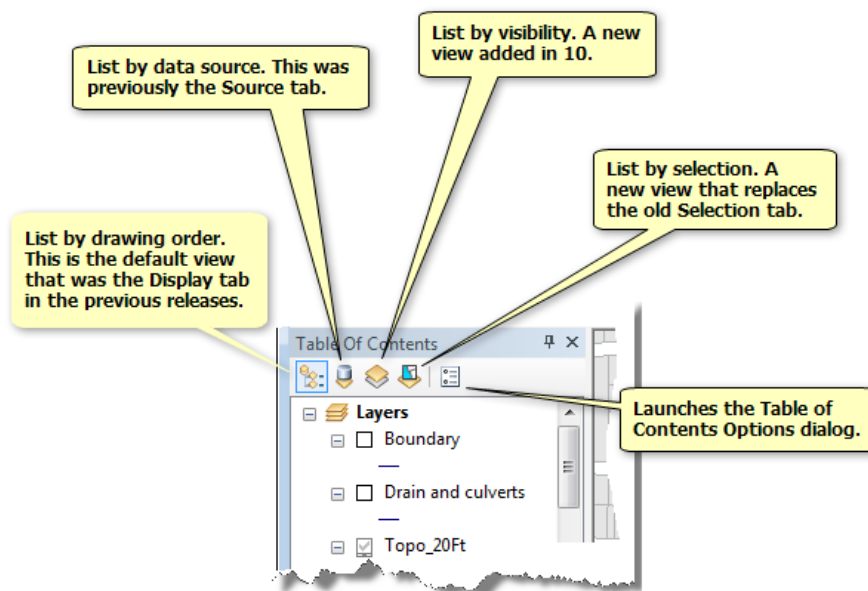 List by visibility. A new
view added in 10.
List by data source. This was
previously the Source tab.
List by selection. A
new view that replaces
the old Selection tab.
List by drawing order.
This is the default view
that was the Display tab
in the previous releases.
Table Of Contents
Launches the Table of
Contents Options dialog.
Layers
Boundary
Drain and culverts
Topo_20Ft